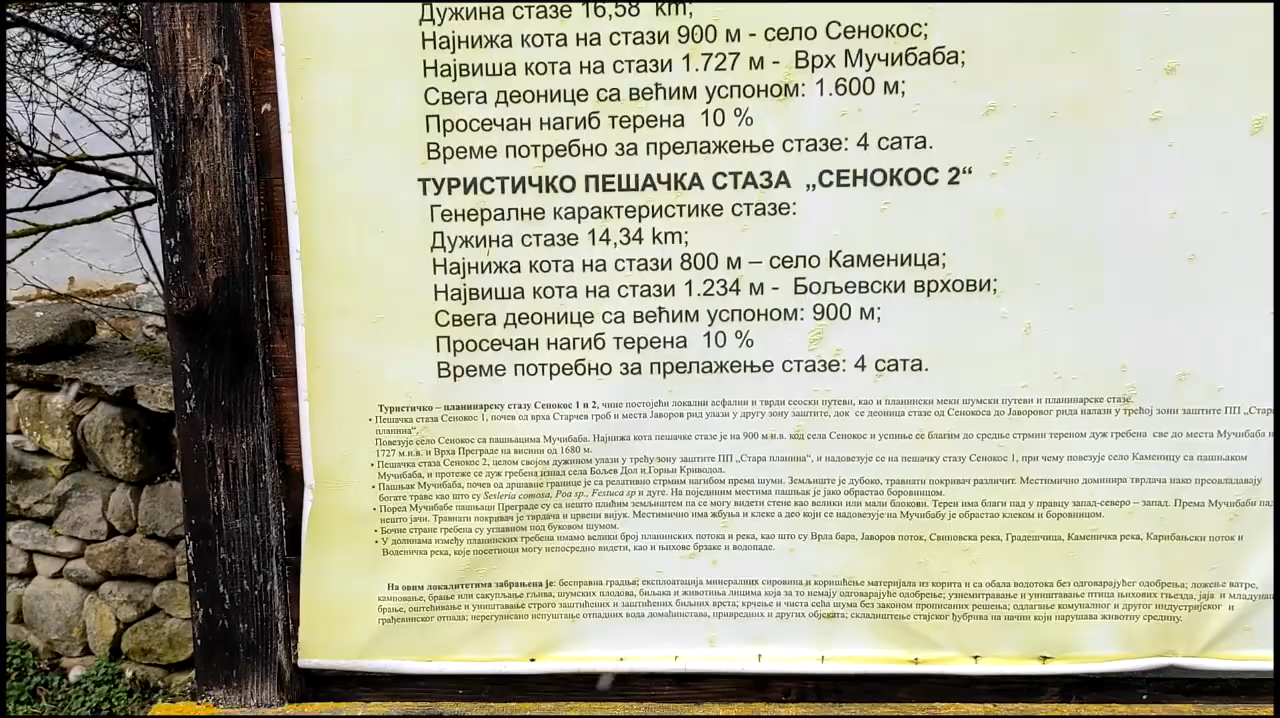 Дужина стазе 16,58 km;
Најнижа кота на стази 900 м - село Сенокос;
Највиша кота на стази 1.727 м - Врх Мучибаба;
Свега деонице са већим успоном: 1.600 м;
Просечан нагиб терена 10 %
Време потребно за прелажење стазе: 4 сата.
ТУРИСТИЧКО ПЕШАЧКА СТАЗА „СЕНОКОС 2“
Генералне карактеристике стазе:
Дужина стазе 14,34 km;
Најнижа кота на стази 800 м – село Каменица;
Највиша кота на стази 1.234 м - Бољевски врхови;
Свега деонице са већим успоном: 900 м;
Просечан нагиб терена 10 %
Време потребно за прелажење стазе: 4 сата.
Туристичко – планинарску стазу Сенокос 1 и 2, чине постојећи локални асфални и тврди сеоски путеви, као и планински меки шумски путеви и планинарске стазе.
• Пешачка стаза Сенокос 1, почев од врха Старчев гроб и места Јаворов рид улази у другу зону заштите, док се деоница стазе од Сенокоса до Јаворовог рида налази у трећој зони заштите ПП „Стара
планина“.
Повезује село Сенокос са пашњацима Мучибаба. Најнижа кота пешачке стазе је на 900 м н.в. код села Сенокос и успиње се благим до средње стрмин тереном дуж гребена све до места Мучибаба н
1727 м.н.в. и Врха Преграде на висини од 1680 м.
• Пешачка стаза Сенокос 2, целом својом дужином улази у трећу зону заштите ПП „Стара планина“, и надовезује се на пешачку стазу Сенокос 1, при чему повезује село Каменицу са пашњаком
Мучибаба, и протеже се дуж гребена изнад села Бољев Дол и Горњи Криводол.
• Пашњак Мучибаба, почев од државне границе је са релативно стрмим нагибом према шуми. Земљиште је дубоко, травнати покривач различит. Местимично доминира тврдача иако преовладавају
богате траве као што су Sesleria comosa, Poa sp., Festuca sp и дуге. На појединим местима пашњак је јако обрастао боровницом.
• Поред Мучибабе пашњаци Преграде су са нешто плићим земљиштем па се могу видети стене као велики или мали блокови. Терен има благи пад у правцу запад-северо – запад. Према Мучибаби пад
нешто јачи. Травнати покривач је тврдача и црвени вијук. Местимично има жбуња и клеке а део који се надовезује на Мучибабу је обрастао клеком и боровницом.
• Бочне стране гребена су углавном под буковом шумом.
• У долинама између планинских гребена имамо велики број планинских потока и река, као што су Врла бара, Јаворов поток, Свиновска река, Градешчица, Каменичка река, Карибањски поток и
Воденичка река, које посетиоци могу непосредно видети, као и њихове брзаке и водопаде.
На овим локалитетима забрањена је: бесправна градња; експлоатација минералних сировина и коришћење материјала из корита и са обала водотока без одговарајућег одобрења; ложење ватре,
камповање, брање или сакупљање гљива, шумских плодова, биљака и животиња лицима која за то немају одговарајуће одобрење; узнемитравање и уништавање птица њихових гњезда, јаја и младунаца
брање, оштећивање и уништавање строго заштићених и заштићених биљних врста; крчење и чиста сеча шума без законом прописаних решења; одлагање комуналног и другог индустријског и
грађевинског отпада; нерегулисано испуштање отпадних вода домаћинстава, привредних и других објеката; складиштење стајског ђубрива на начин који нарушава животну средину.